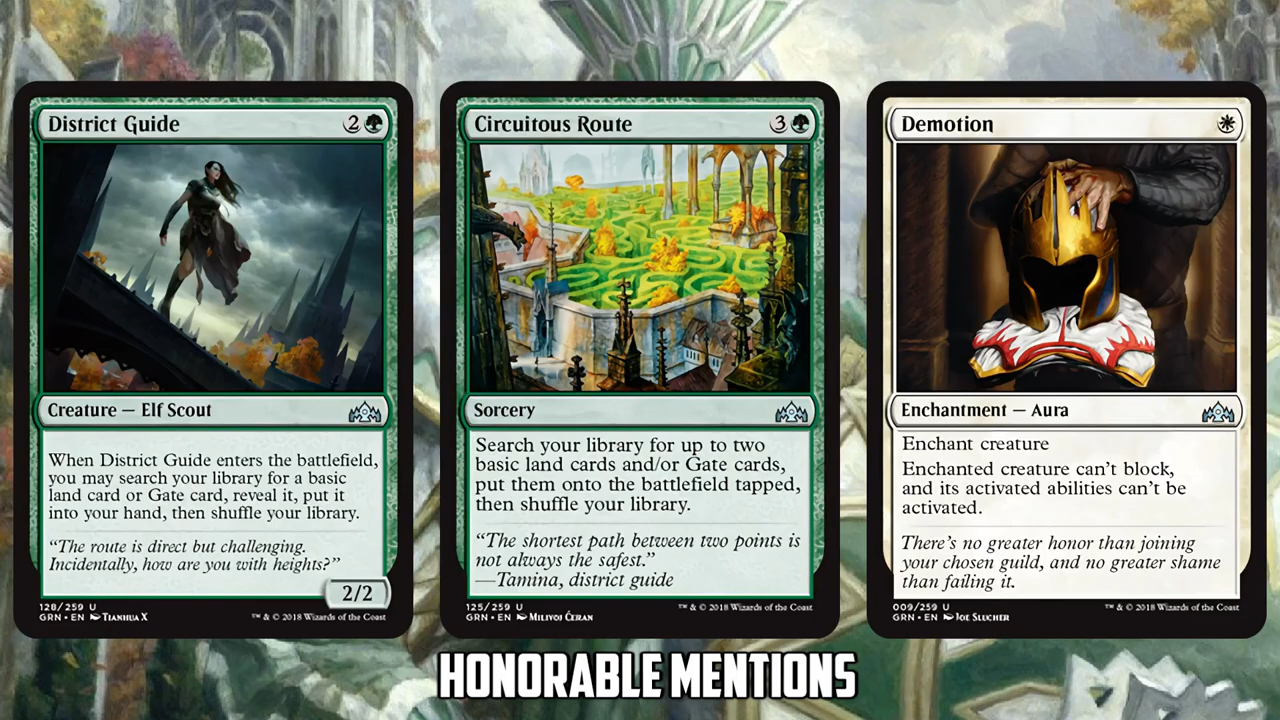 District Guide 2
Creature — Elf Scout
When District Guide enters the battlefield,
you may search your library for a basic
land card or Gate card, reveal it, put it
into your hand, then shuffle your library.
“The route is direct but challenging.
Incidentally, how are you with heights?”
2/2
128/259 U
GRN • EN Tianhua X
™ & © 2018 Wizards of the Coast
Circuitous Route 3
Sorcery
Search your library for up to two
basic land cards and/or Gate cards,
put them onto the battlefield tapped,
then shuffle your library.
“The shortest path between two points is
not always the safest.”
—Tamina, district guide
125/259 U
GRN • EN Milivoj Ćeran
™ & © 2018 Wizards of the Coast
Demotion
Enchantment — Aura
Enchant creature
Enchanted creature can’t block,
and its activated abilities can’t be
activated.
There’s no greater honor than joining
your chosen guild, and no greater shame
than failing it.
009/259 U
GRN • EN Joe Slucher
™ & © 2018 Wizards of the Coast
HONORABLE MENTIONS